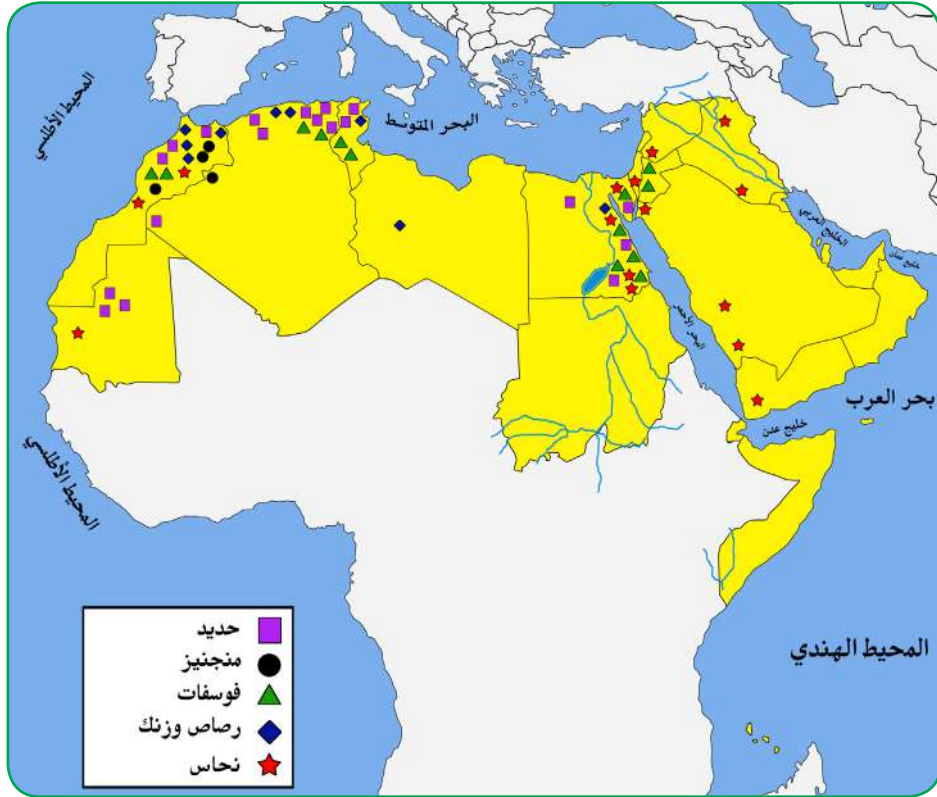 المحيط الأطلسي
البحر المتوسط
الخليج العربي
خليج عمان
البحر الأحمر
بحر العرب
خليج عدن
المحيط الأطلسي
المحيط الهندي
حديد
منجنيز
فوسفات
رصاص وزنك
نحاس